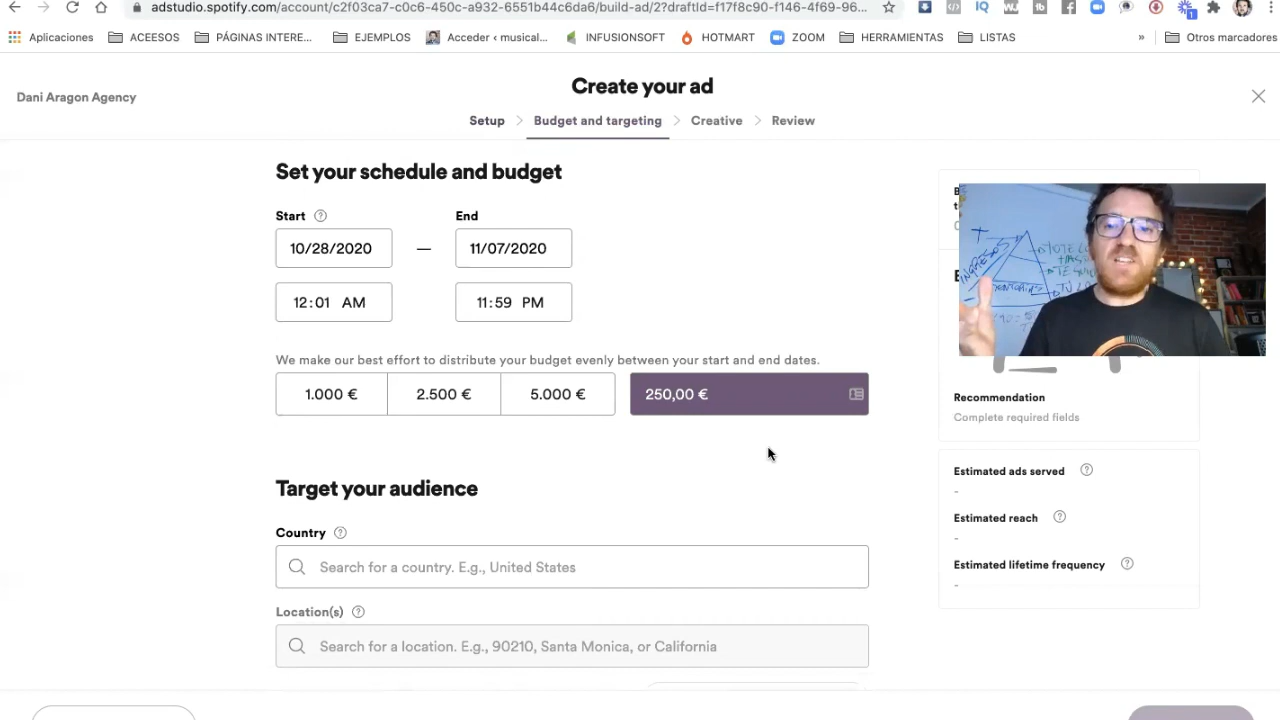 adstudio.spotify.com/account/c2f03ca7-c0c6-450c-a932-6551b44c6da6/build-ad/2?draftId=f17f8c90-f146-4f69-96...
Aplicaciones ACEESOS PÁGINAS INTERE... EJEMPLOS Acceder ‹ musical... INFUSIONSOFT HOTMART ZOOM HERRAMIENTAS LISTAS » Otros marcadores
Create your ad
Dani Aragon Agency
Setup > Budget and targeting > Creative > Review
Set your schedule and budget
Start End
10/28/2020 — 11/07/2020
12:01 AM 11:59 PM
We make our best effort to distribute your budget evenly between your start and end dates.
1.000 € 2.500 € 5.000 € 250,00 €
INGRESOS
Recommendation
Complete required fields
Target your audience
Country
Search for a country. E.g., United States
Location(s)
Search for a location. E.g., 90210, Santa Monica, or California
Estimated ads served
-
Estimated reach
-
Estimated lifetime frequency
-